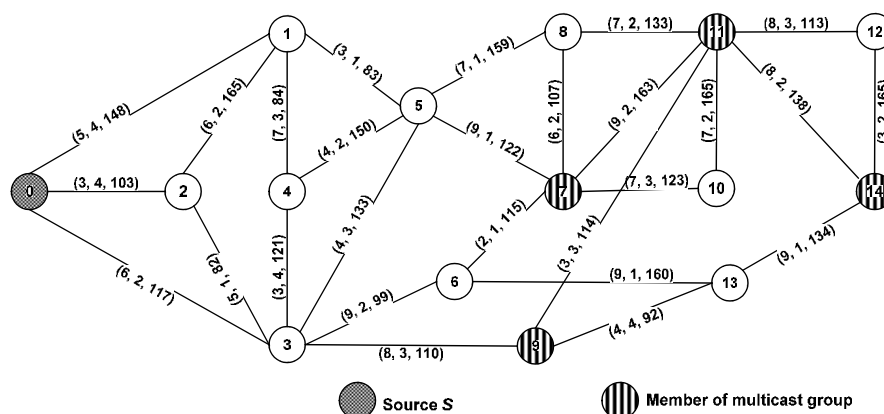 (7, 2, 133)
(8, 3, 113)
1
8
11
12
(3, 1, 83)
(7, 1, 159)
(5, 4, 148)
(6, 2, 165)
(7, 3, 84)
(6, 2, 107)
(9, 2, 163)
(7, 2, 165)
(8, 2, 138)
(3, 2, 165)
5
(4, 2, 150)
(9, 1, 122)
0
(3, 4, 103)
2
4
7
(7, 3, 123)
10
14
(4, 3, 133)
(2, 1, 115)
(3, 3, 114)
(9, 1, 134)
(6, 2, 117)
(5, 1, 82)
(3, 4, 121)
6
(9, 1, 160)
13
(9, 2, 99)
(4, 4, 92)
3
(8, 3, 110)
9
Source S
Member of multicast group